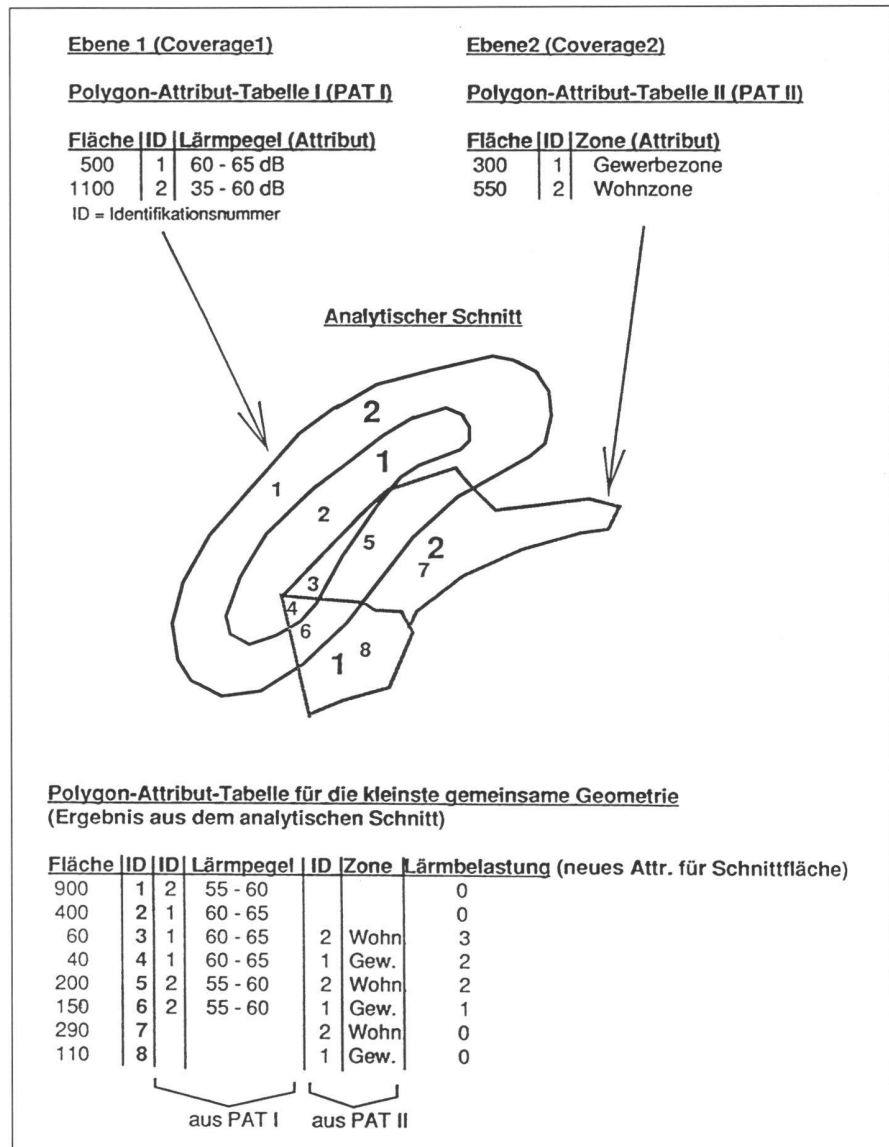 Ebene 1 (Coverage1)
Polygon-Attribut-Tabelle I (PAT I)
Fläche | ID | Lärmpegel (Attribut)
500 | 1 | 60 - 65 dB
1100 | 2 | 35 - 60 dB
ID = Identifikationsnummer
Ebene2 (Coverage2)
Polygon-Attribut-Tabelle II (PAT II)
Fläche | ID | Zone (Attribut)
300 | 1 | Gewerbezone
550 | 2 | Wohnzone
Analytischer Schnitt
2
1
1
2
5
2
7
3
4
6
1
8
Polygon-Attribut-Tabelle für die kleinste gemeinsame Geometrie
(Ergebnis aus dem analytischen Schnitt)
Fläche | ID | ID | Lärmpegel | ID | Zone | Lärmbelastung (neues Attr. für Schnittfläche)
900 | 1 | 2 | 55 - 60 | | | 0
400 | 2 | 1 | 60 - 65 | | | 0
60 | 3 | 1 | 60 - 65 | 2 | Wohn | 3
40 | 4 | 1 | 60 - 65 | 1 | Gew. | 2
200 | 5 | 2 | 55 - 60 | 2 | Wohn | 2
150 | 6 | 2 | 55 - 60 | 1 | Gew. | 1
290 | 7 | | | 2 | Wohn | 0
110 | 8 | | | 1 | Gew. | 0
aus PAT I aus PAT II